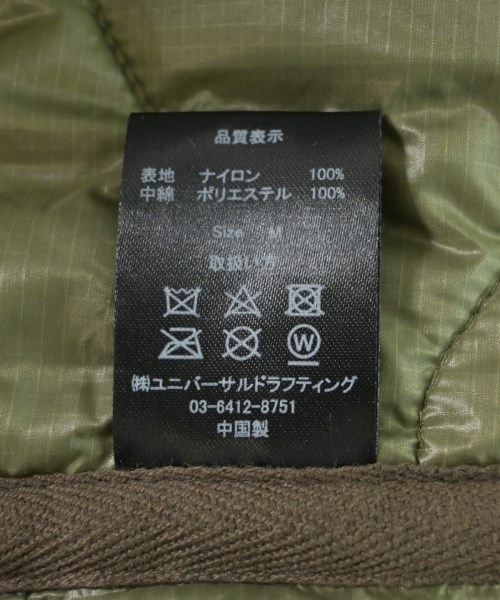 品質表示
表地 ナイロン 100%
中綿 ポリエステル 100%
Size M
取扱い方
W
㈱ユニバーサルドラフティング
03-6412-8751
中国製